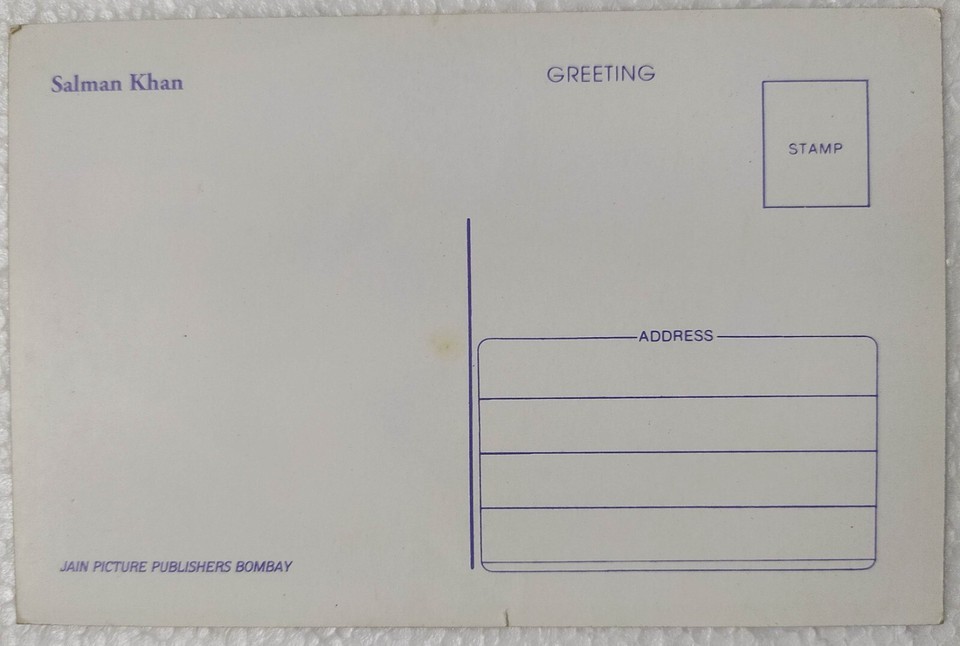 Salman Khan
GREETING
STAMP
ADDRESS
JAIN PICTURE PUBLISHERS BOMBAY